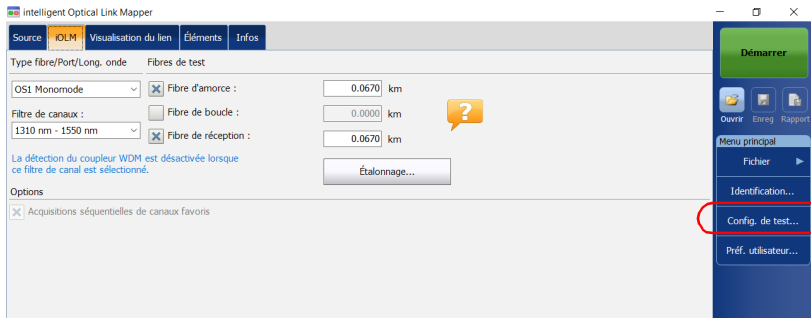 intelligent Optical Link Mapper
Source iOLM Visualisation du lien Éléments Infos
Type fibre/Port/Long. onde Fibres de test
OS1 Monomode Fibre d'amorce : 0.0670 km
Filtre de canaux : Fibre de boucle : 0.0000 km
1310 nm - 1550 nm Fibre de réception : 0.0670 km
?
La détection du coupleur WDM est désactivée lorsque
ce filtre de canal est sélectionné.
Étalonnage...
Options
Acquisitions séquentielles de canaux favoris
Démarrer
Ouvrir Enreg Rapport
Menu principal
Fichier
Identification...
Config. de test...
Préf. utilisateur...